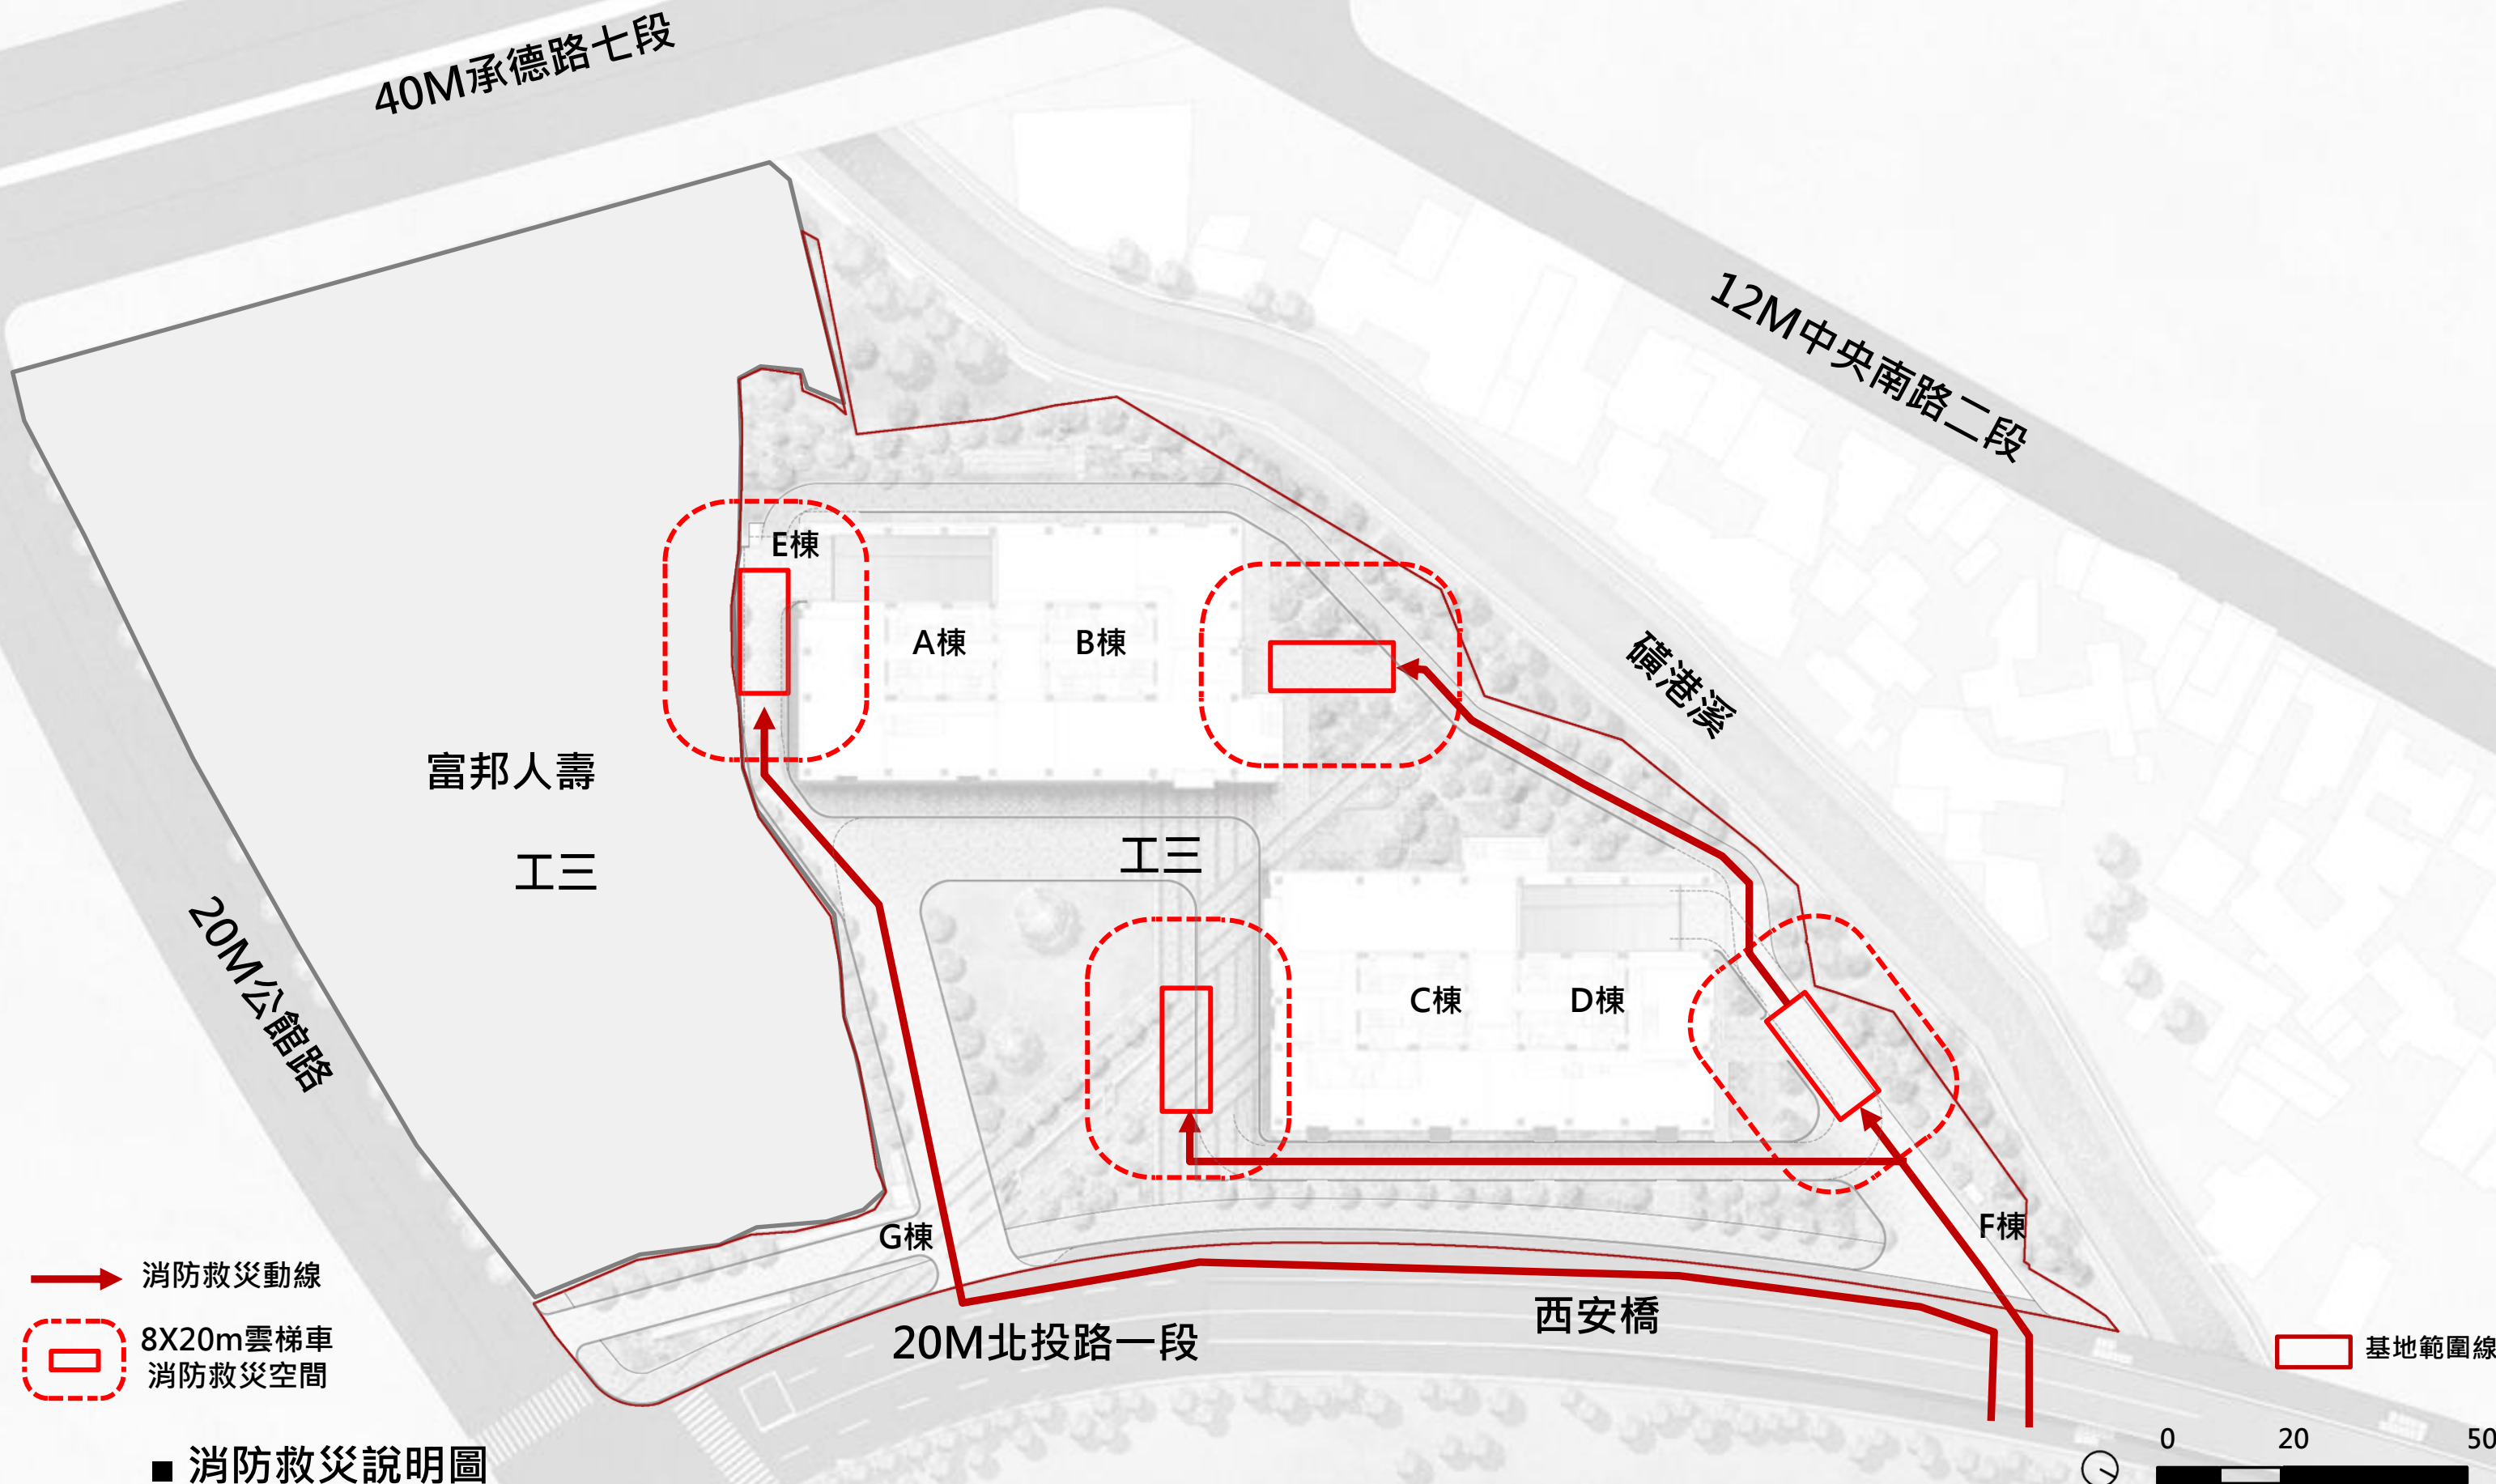 40M承德路七段
12M中央南路二段
E棟
A棟
B棟
磺港溪
富邦人壽
工三
工三
20M公館路
C棟
D棟
G棟
F棟
消防救災動線
西安橋
20M北投路一段
8X20m雲梯車
消防救災空間
基地範圍線
0 20 50
■ 消防救災說明圖